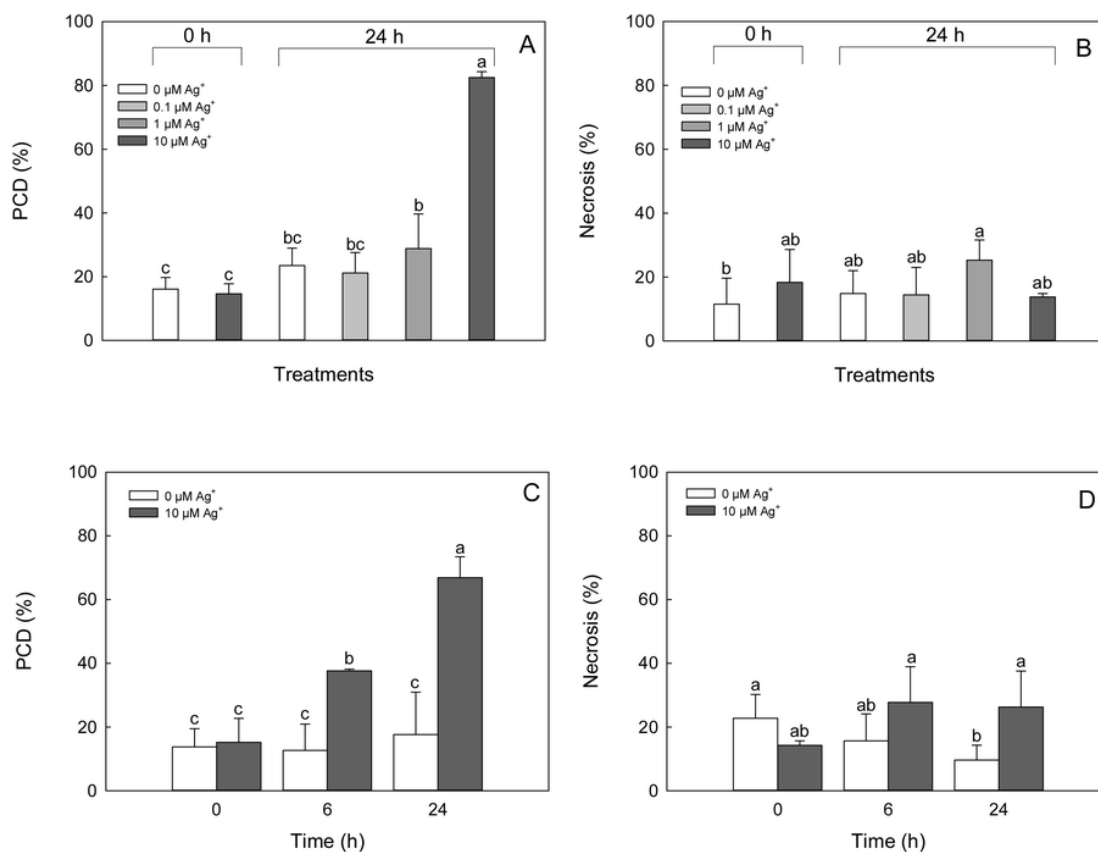 100
80
60
40
20
0
PCD (%)
0 h
24 h
A
0 µM Ag⁺
0.1 µM Ag⁺
1 µM Ag⁺
10 µM Ag⁺
c
c
bc
bc
b
a
Treatments
100
80
60
40
20
0
Necrosis (%)
0 h
24 h
B
0 µM Ag⁺
0.1 µM Ag⁺
1 µM Ag⁺
10 µM Ag⁺
b
ab
ab
ab
a
ab
Treatments
100
80
60
40
20
0
PCD (%)
C
0 µM Ag⁺
10 µM Ag⁺
c
c
c
b
c
a
0 6 24
Time (h)
100
80
60
40
20
0
Necrosis (%)
D
0 µM Ag⁺
10 µM Ag⁺
a
ab
ab
a
b
a
0 6 24
Time (h)